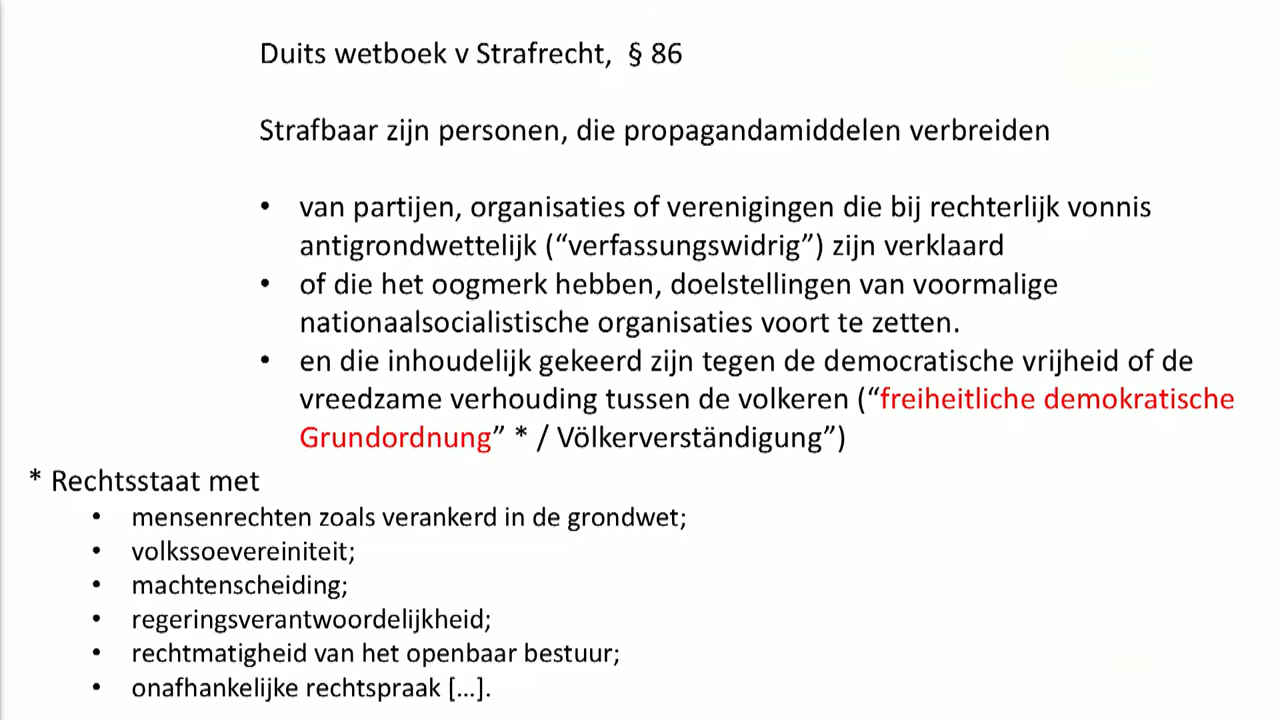 Duits wetboek v Strafrecht, § 86
Strafbaar zijn personen, die propagandamiddelen verbreiden
• van partijen, organisaties of verenigingen die bij rechterlijk vonnis
antigrondwettelijk (“verfassungswidrig”) zijn verklaard
• of die het oogmerk hebben, doelstellingen van voormalige
nationaalsocialistische organisaties voort te zetten.
• en die inhoudelijk gekeerd zijn tegen de democratische vrijheid of de
vreedzame verhouding tussen de volkeren (“freiheitliche demokratische
Grundordnung” * / Völkerverständigung”)
* Rechtsstaat met
• mensenrechten zoals verankerd in de grondwet;
• volkssoevereiniteit;
• machtenscheiding;
• regeringsverantwoordelijkheid;
• rechtmatigheid van het openbaar bestuur;
• onafhankelijke rechtspraak […].